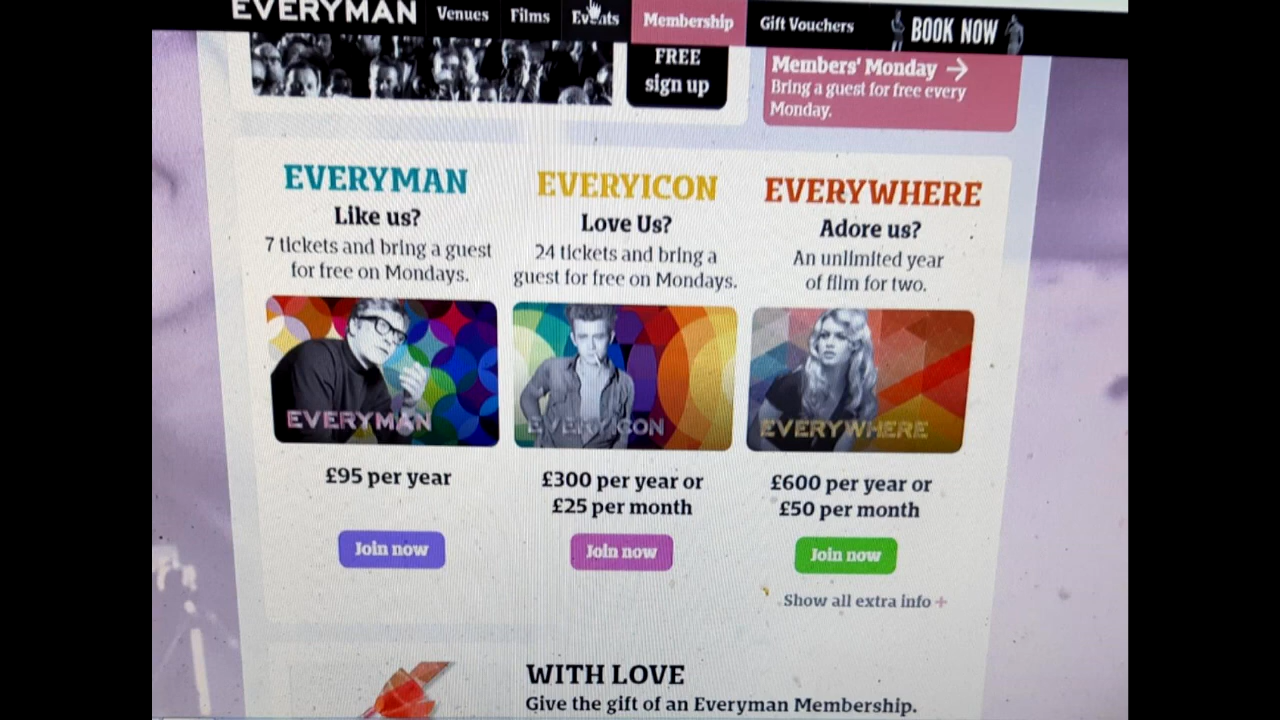 EVERYMAN Venues Films Events Membership Gift Vouchers BOOK NOW
FREE
sign up
Members' Monday →
Bring a guest for free every
Monday.
EVERYMAN
Like us?
7 tickets and bring a guest
for free on Mondays.
EVERYMAN
£95 per year
Join now
EVERYICON
Love Us?
24 tickets and bring a
guest for free on Mondays.
EVERYICON
£300 per year or
£25 per month
Join now
EVERYWHERE
Adore us?
An unlimited year
of film for two.
EVERYWHERE
£600 per year or
£50 per month
Join now
Show all extra info +
WITH LOVE
Give the gift of an Everyman Membership.